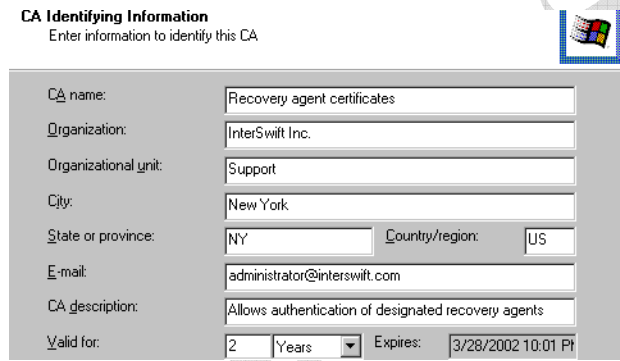 CA Identifying Information
Enter information to identify this CA
CA name: Recovery agent certificates
Organization: InterSwift Inc.
Organizational unit: Support
City: New York
State or province: NY Country/region: US
E-mail: administrator@interswift.com
CA description: Allows authentication of designated recovery agents
Valid for: 2 Years Expires: 3/28/2002 10:01